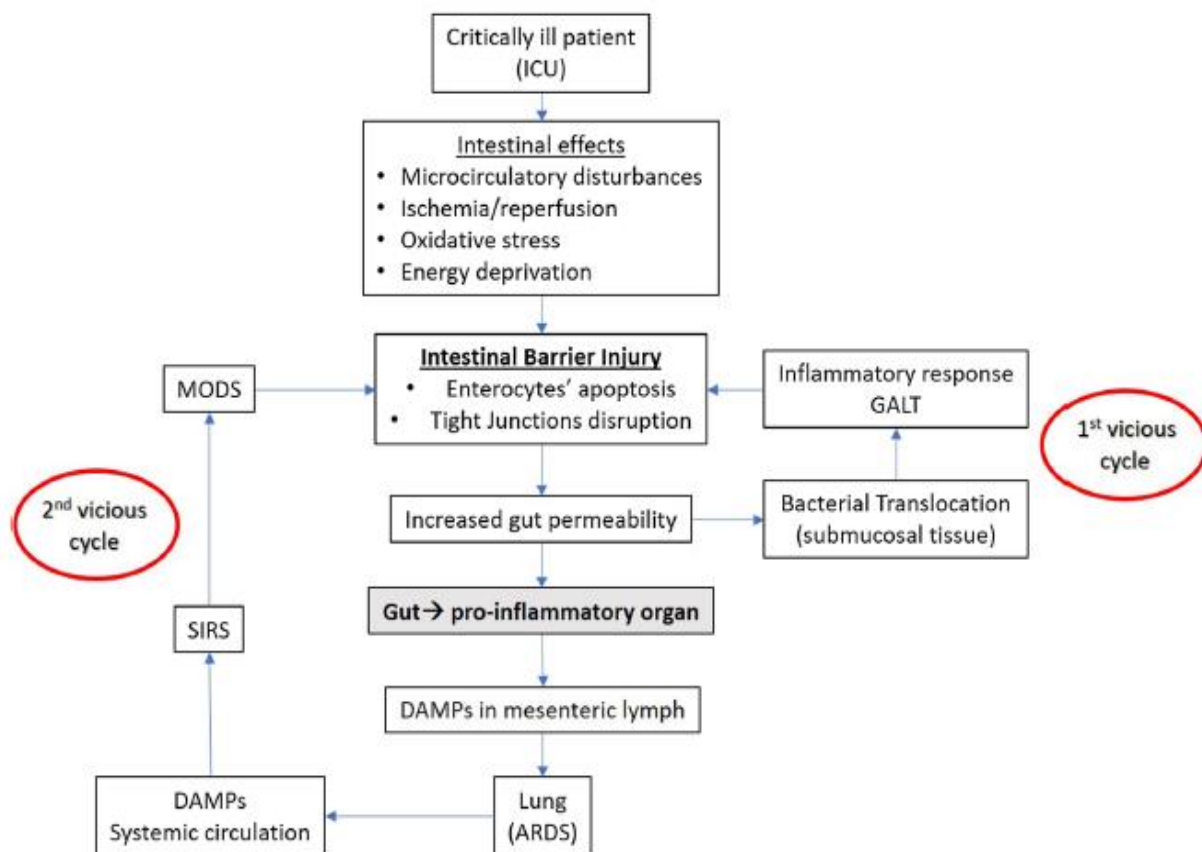 Critically ill patient
(ICU)
Intestinal effects
• Microcirculatory disturbances
• Ischemia/reperfusion
• Oxidative stress
• Energy deprivation
Intestinal Barrier Injury
• Enterocytes’ apoptosis
• Tight Junctions disruption
MODS
Inflammatory response
GALT
1st vicious
cycle
2nd vicious
cycle
Increased gut permeability
Bacterial Translocation
(submucosal tissue)
Gut→ pro-inflammatory organ
SIRS
DAMPs in mesenteric lymph
DAMPs
Systemic circulation
Lung
(ARDS)